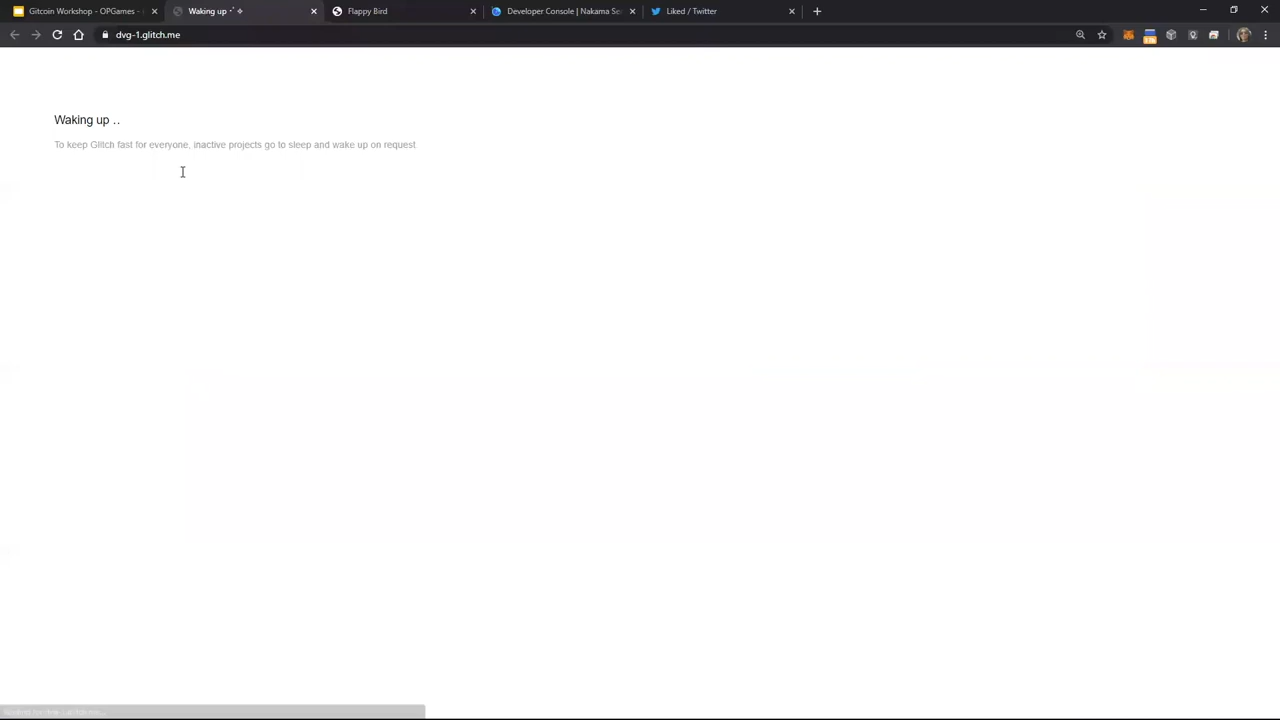 Gitcoin Workshop - OPGames -
Waking up
Flappy Bird
Developer Console | Nakama Se
Liked / Twitter
dvg-1.glitch.me
Waking up ..
To keep Glitch fast for everyone, inactive projects go to sleep and wake up on request